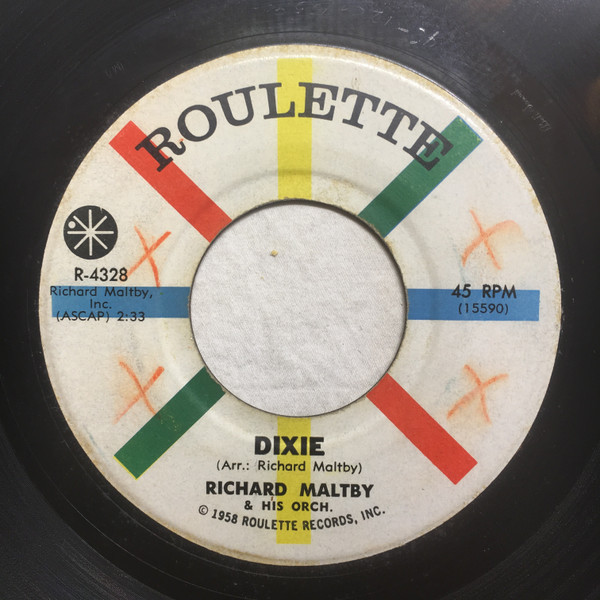 ROULETTE
R-4328
Richard Maltby,
Inc.
(ASCAP) 2:33
45 RPM
(15590)
DIXIE
(Arr.: Richard Maltby)
RICHARD MALTBY
& HIS ORCH.
© 1958 ROULETTE RECORDS, INC.